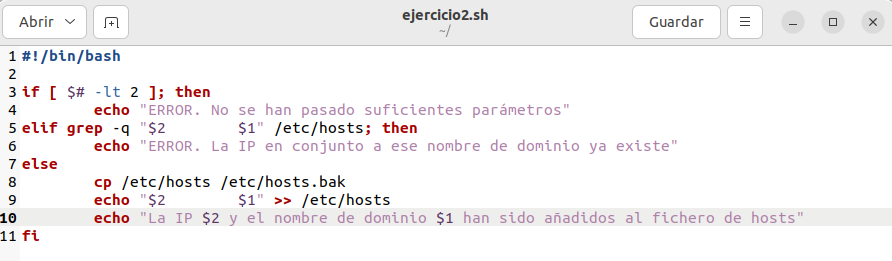 Abrir
ejercicio2.sh
~/
Guardar
1 #!/bin/bash
2
3 if [ $# -lt 2 ]; then
4         echo "ERROR. No se han pasado suficientes parámetros"
5 elif grep -q "$2        $1" /etc/hosts; then
6         echo "ERROR. La IP en conjunto a ese nombre de dominio ya existe"
7 else
8         cp /etc/hosts /etc/hosts.bak
9         echo "$2        $1" >> /etc/hosts
10         echo "La IP $2 y el nombre de dominio $1 han sido añadidos al fichero de hosts"
11 fi